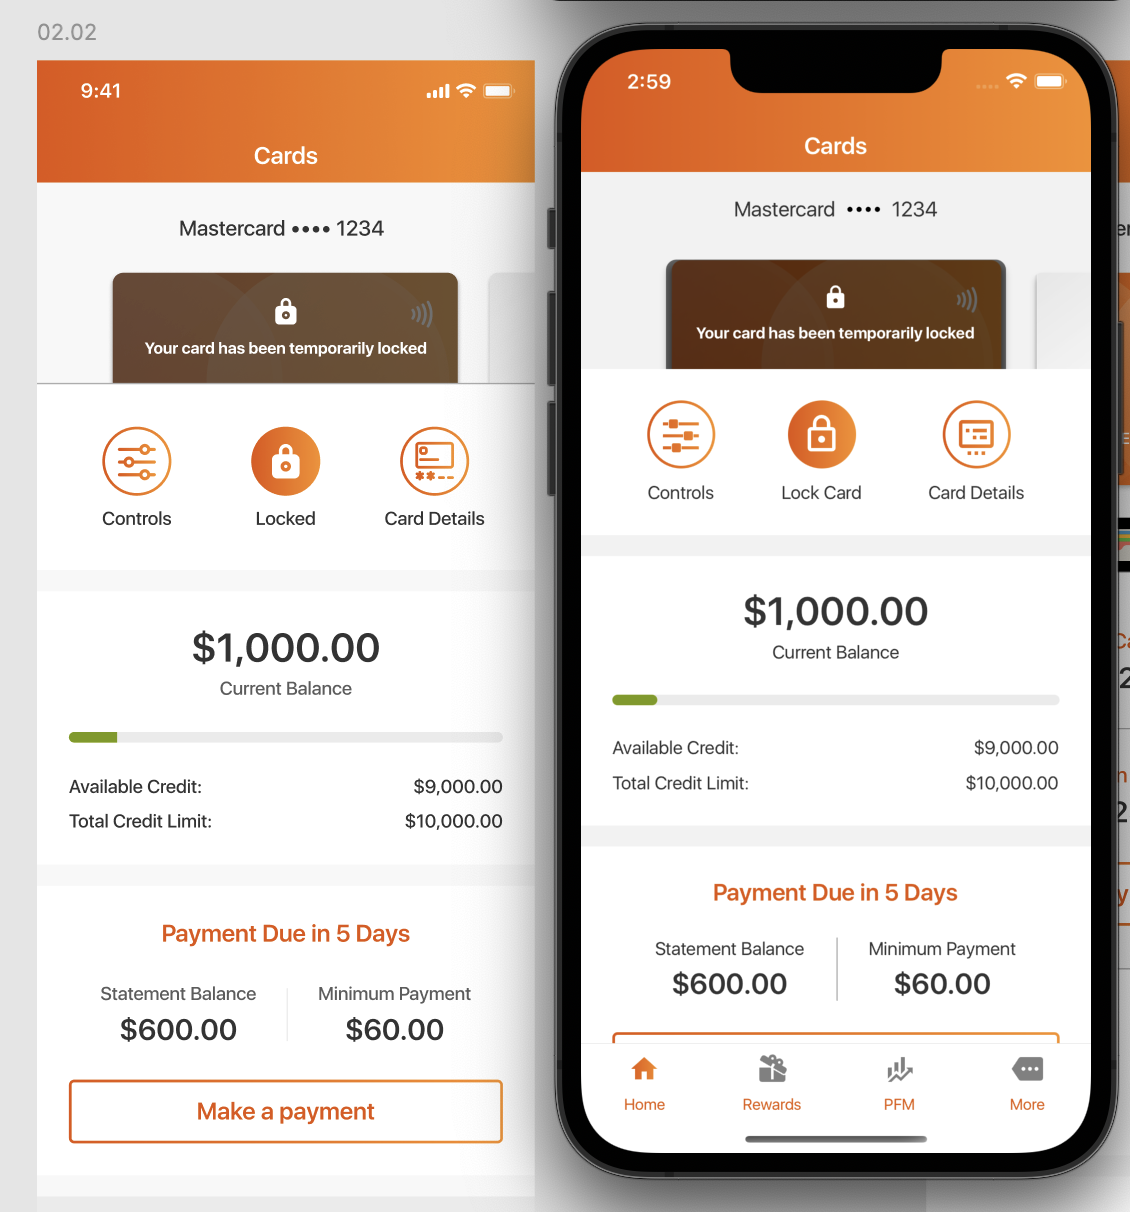 02.02
9:41
Cards
Mastercard •••• 1234
Your card has been temporarily locked
Controls
Locked
Card Details
$1,000.00
Current Balance
Available Credit:
$9,000.00
Total Credit Limit:
$10,000.00
Payment Due in 5 Days
Statement Balance
Minimum Payment
$600.00
$60.00
Make a payment
2:59
Cards
Mastercard •••• 1234
Your card has been temporarily locked
Controls
Lock Card
Card Details
$1,000.00
Current Balance
Available Credit:
$9,000.00
Total Credit Limit:
$10,000.00
Payment Due in 5 Days
Statement Balance
Minimum Payment
$600.00
$60.00
Home
Rewards
PFM
More